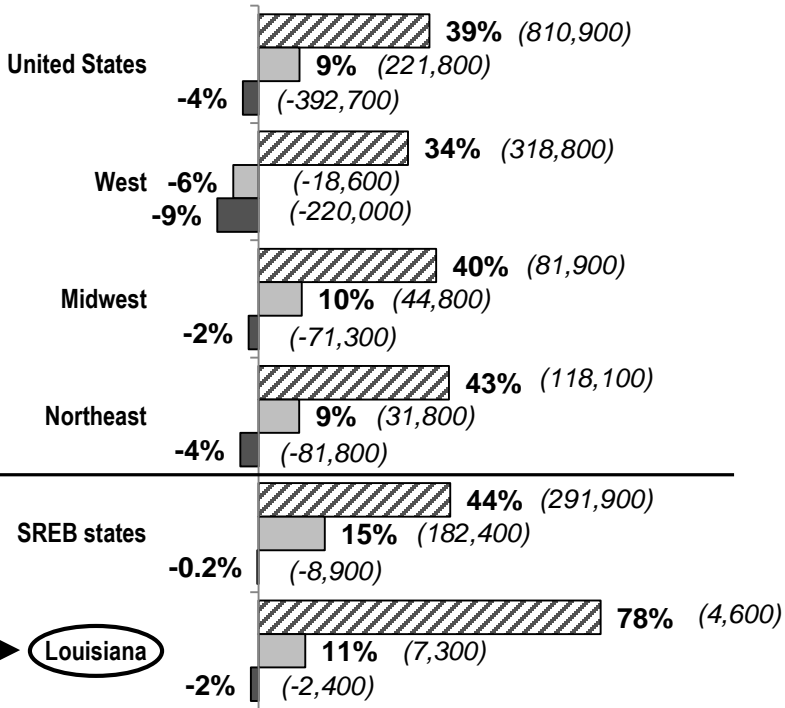 39% (810,900)
United States 9% (221,800)
-4% (-392,700)
34% (318,800)
West -6% (-18,600)
-9% (-220,000)
40% (81,900)
Midwest 10% (44,800)
-2% (-71,300)
43% (118,100)
Northeast 9% (31,800)
-4% (-81,800)
44% (291,900)
SREB states 15% (182,400)
-0.2% (-8,900)
78% (4,600)
Louisiana 11% (7,300)
-2% (-2,400)